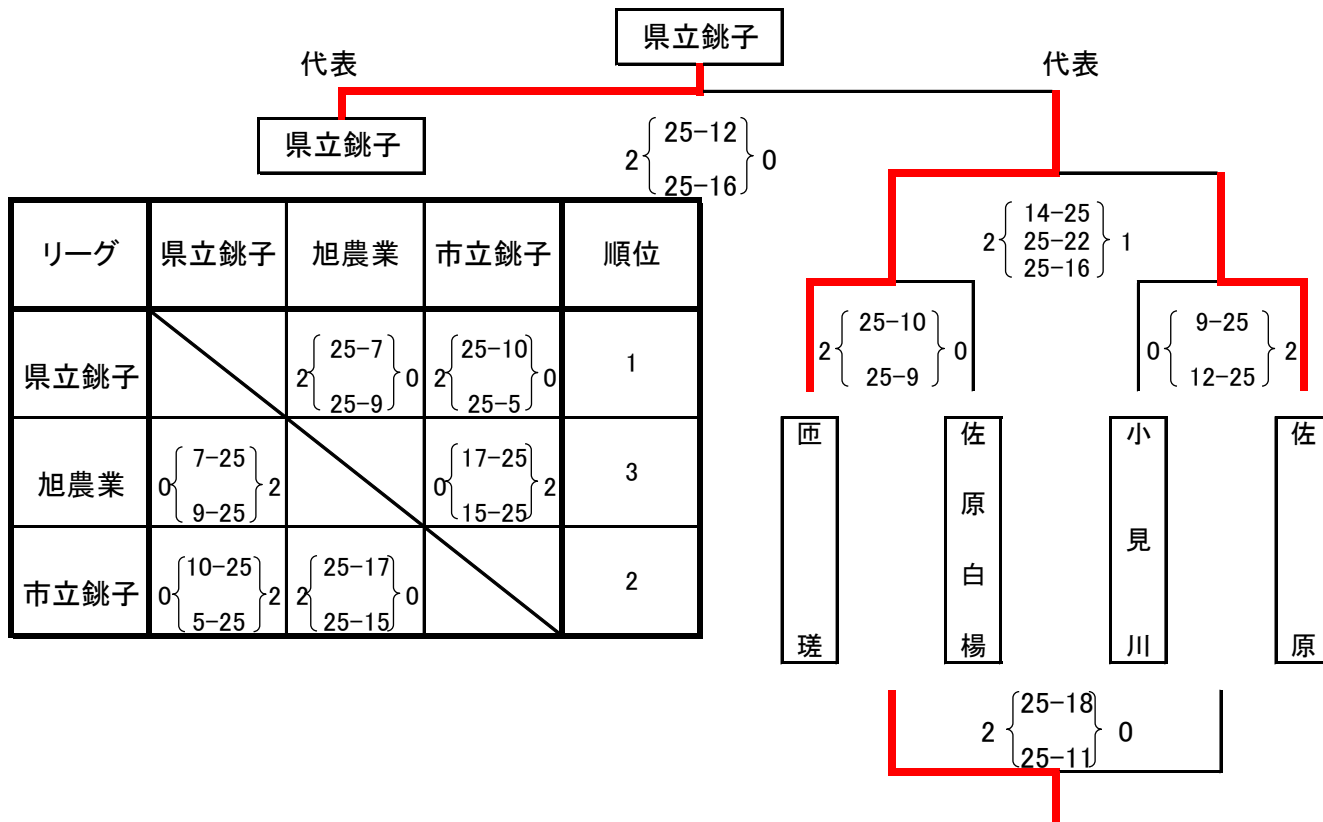 県立銚子
代表
代表
県立銚子
2 25-12 0
25-16
14-25
2 25-22 1
25-16
リーグ 県立銚子 旭農業 市立銚子 順位
25-7 25-10
県立銚子 2 0 2 0 1
25-9 25-5
7-25 17-25
旭農業 0 2 0 2 3
9-25 15-25
10-25 25-17
市立銚子 0 2 2 0 2
5-25 25-15
25-10
2 0
25-9
9-25
0 2
12-25
匝瑳
佐原白楊
小見川
佐原
25-18
2 0
25-11